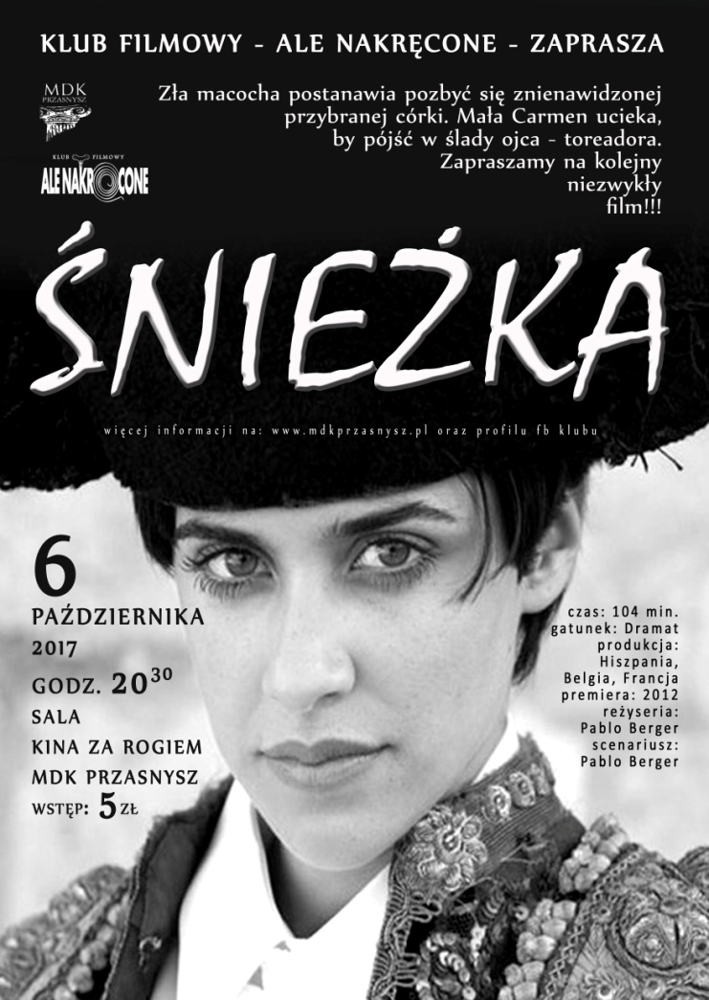 KLUB FILMOWY - ALE NAKRĘCONE - ZAPRASZA
MDK
PRZASNYSZ
KLUB FILMOWY
ALE NAKRĘCONE
Zła macocha postanawia pozbyć się znienawidzonej
przybranej córki. Mała Carmen ucieka,
by pójść w ślady ojca - toreadora.
Zapraszamy na kolejny
niezwykły
film!!!
ŚNIEŻKA
więcej informacji na: www.mdkprzasnysz.pl oraz profilu fb klubu
6
PAŹDZIERNIKA
2017
GODZ. 20³⁰
SALA
KINA ZA ROGIEM
MDK PRZASNYSZ
WSTĘP: 5 ZŁ
czas: 104 min.
gatunek: Dramat
produkcja:
Hiszpania,
Belgia, Francja
premiera: 2012
reżyseria:
Pablo Berger
scenariusz:
Pablo Berger